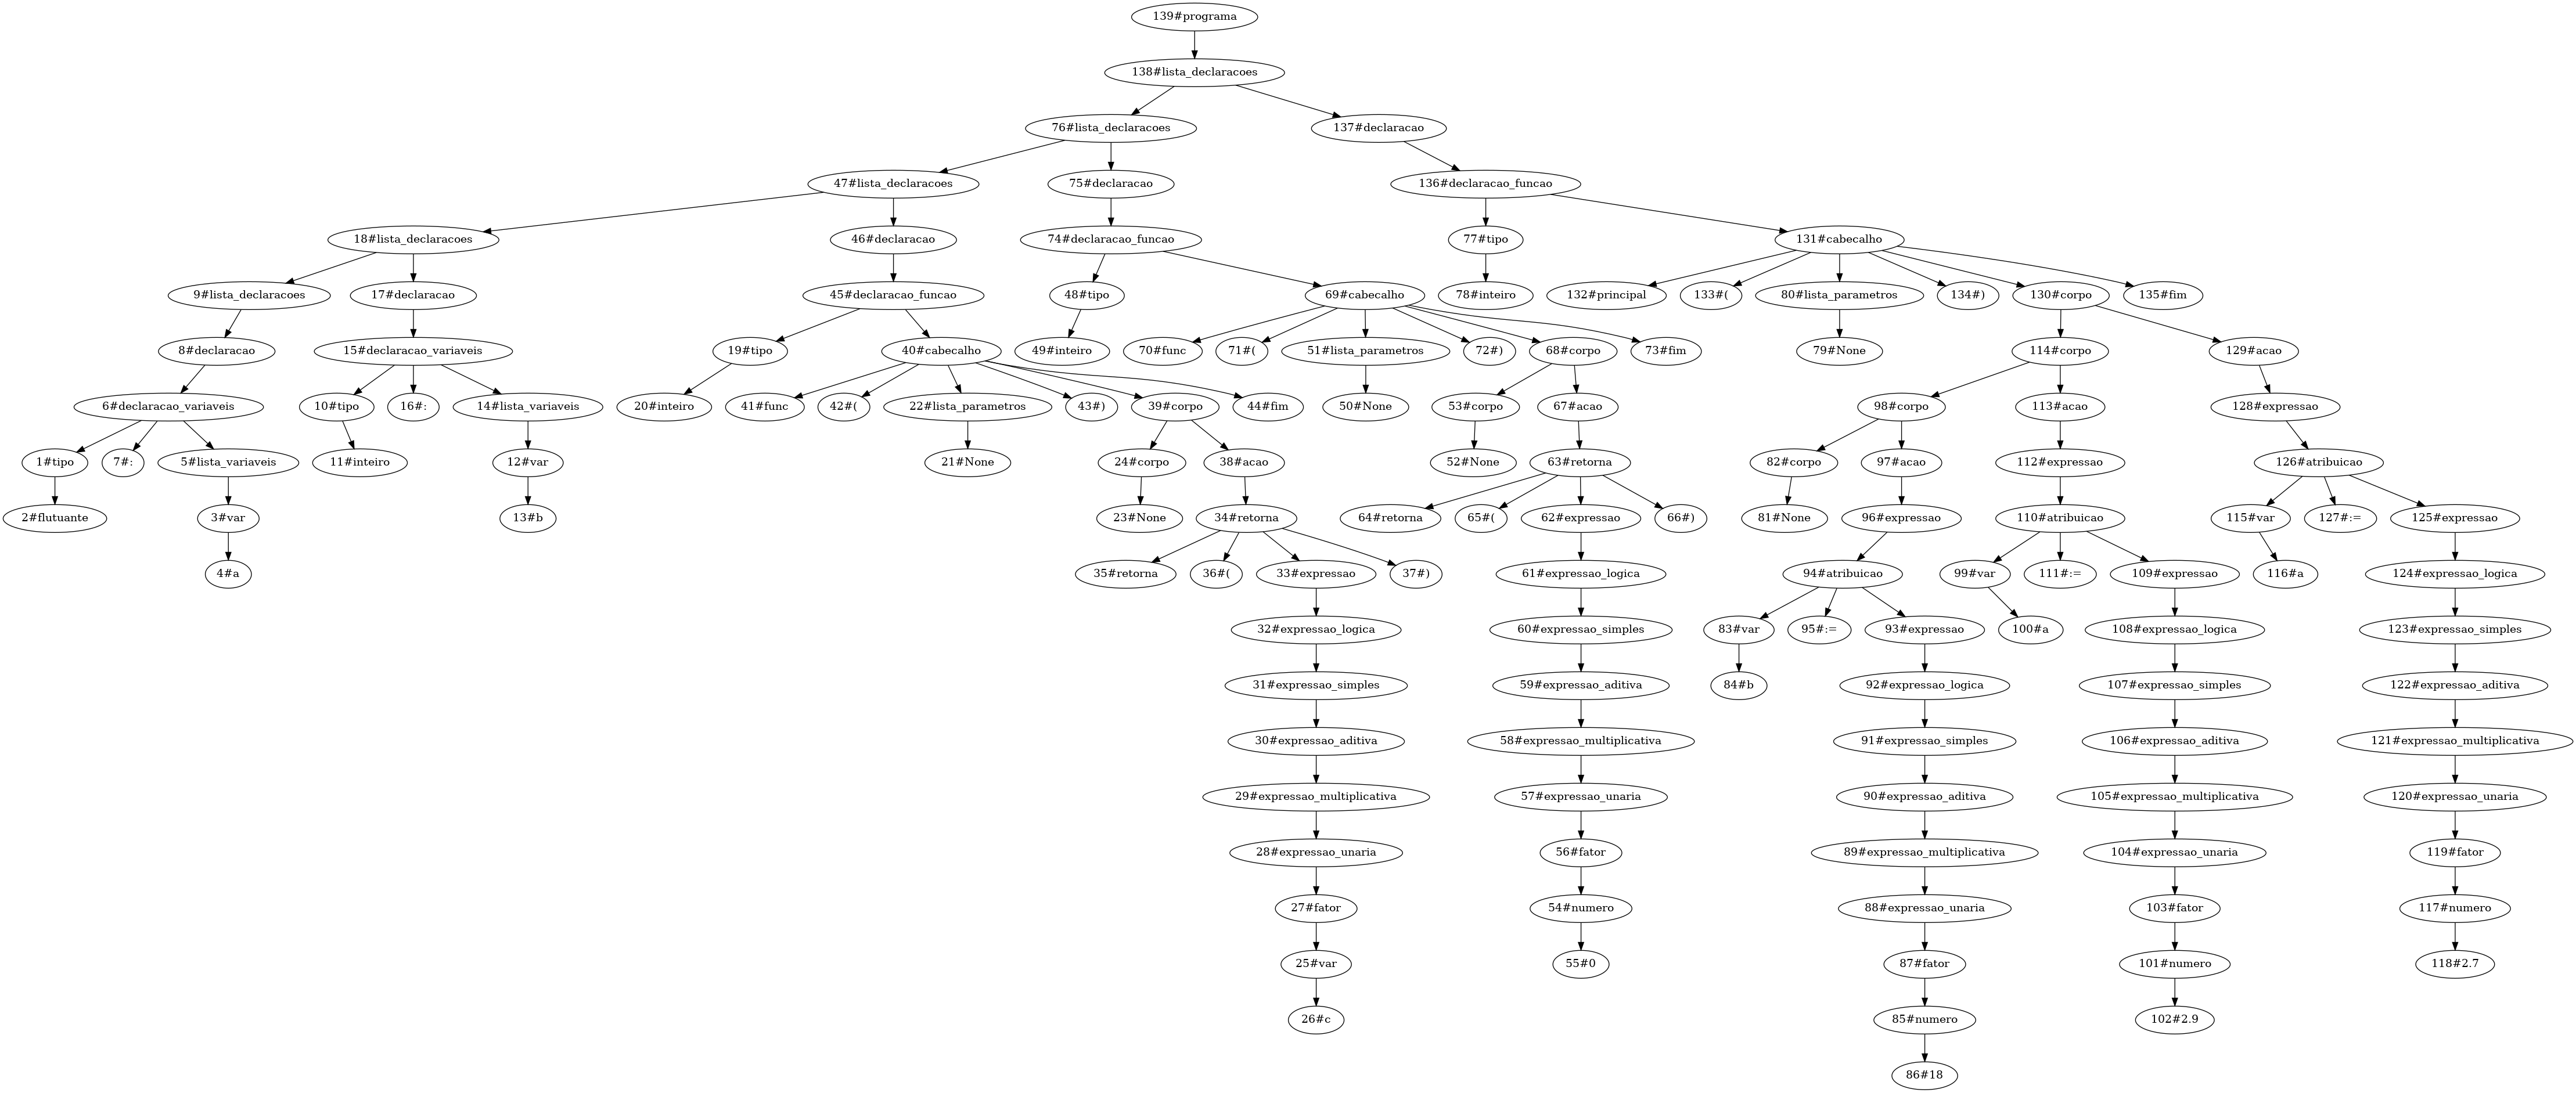 139#programa
138#lista_declaracoes
76#lista_declaracoes 137#declaracao
47#lista_declaracoes 75#declaracao 136#declaracao_funcao
18#lista_declaracoes 46#declaracao 74#declaracao_funcao 77#tipo 131#cabecalho
9#lista_declaracoes 17#declaracao 45#declaracao_funcao 48#tipo 69#cabecalho 78#inteiro 132#principal 133#( 80#lista_parametros 134#) 130#corpo 135#fim
8#declaracao 15#declaracao_variaveis 19#tipo 40#cabecalho 49#inteiro 70#func 71#( 51#lista_parametros 72#) 68#corpo 73#fim 79#None 114#corpo 129#acao
6#declaracao_variaveis 10#tipo 16#: 14#lista_variaveis 20#inteiro 41#func 42#( 22#lista_parametros 43#) 39#corpo 44#fim 50#None 53#corpo 67#acao 98#corpo 113#acao 128#expressao
1#tipo 7#: 5#lista_variaveis 11#inteiro 12#var 21#None 24#corpo 38#acao 52#None 63#retorna 82#corpo 97#acao 112#expressao 126#atribuicao
2#flutuante 3#var 13#b 23#None 34#retorna 64#retorna 65#( 62#expressao 66#) 81#None 96#expressao 110#atribuicao 115#var 127#:= 125#expressao
4#a 35#retorna 36#( 33#expressao 37#) 61#expressao_logica 94#atribuicao 99#var 111#:= 109#expressao 116#a 124#expressao_logica
32#expressao_logica 60#expressao_simples 83#var 95#:= 93#expressao 100#a 108#expressao_logica 123#expressao_simples
31#expressao_simples 59#expressao_aditiva 84#b 92#expressao_logica 107#expressao_simples 122#expressao_aditiva
30#expressao_aditiva 58#expressao_multiplicativa 91#expressao_simples 106#expressao_aditiva 121#expressao_multiplicativa
29#expressao_multiplicativa 57#expressao_unaria 90#expressao_aditiva 105#expressao_multiplicativa 120#expressao_unaria
28#expressao_unaria 56#fator 89#expressao_multiplicativa 104#expressao_unaria 119#fator
27#fator 54#numero 88#expressao_unaria 103#fator 117#numero
25#var 55#0 87#fator 101#numero 118#2.7
26#c 85#numero 102#2.9
86#18